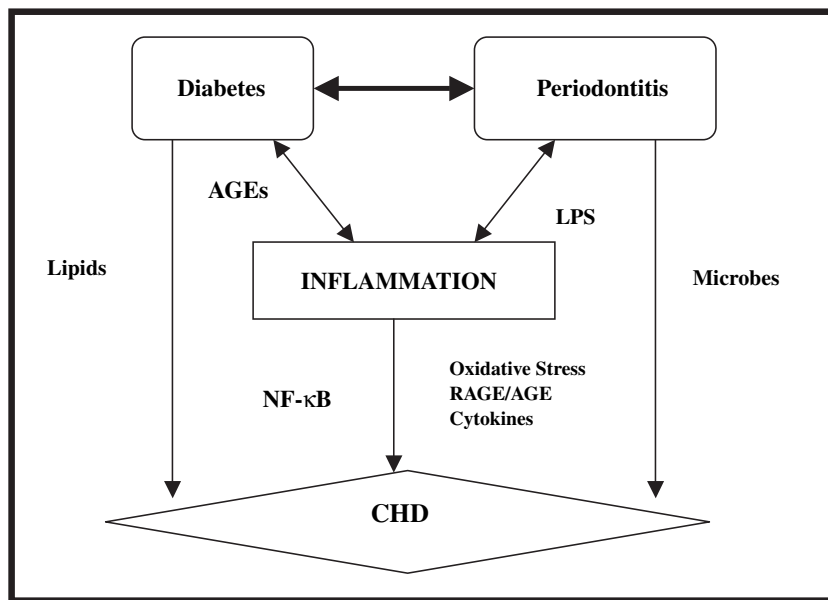 Diabetes
Periodontitis
AGEs
LPS
Lipids
INFLAMMATION
Microbes
NF-κB
Oxidative Stress
RAGE/AGE
Cytokines
CHD